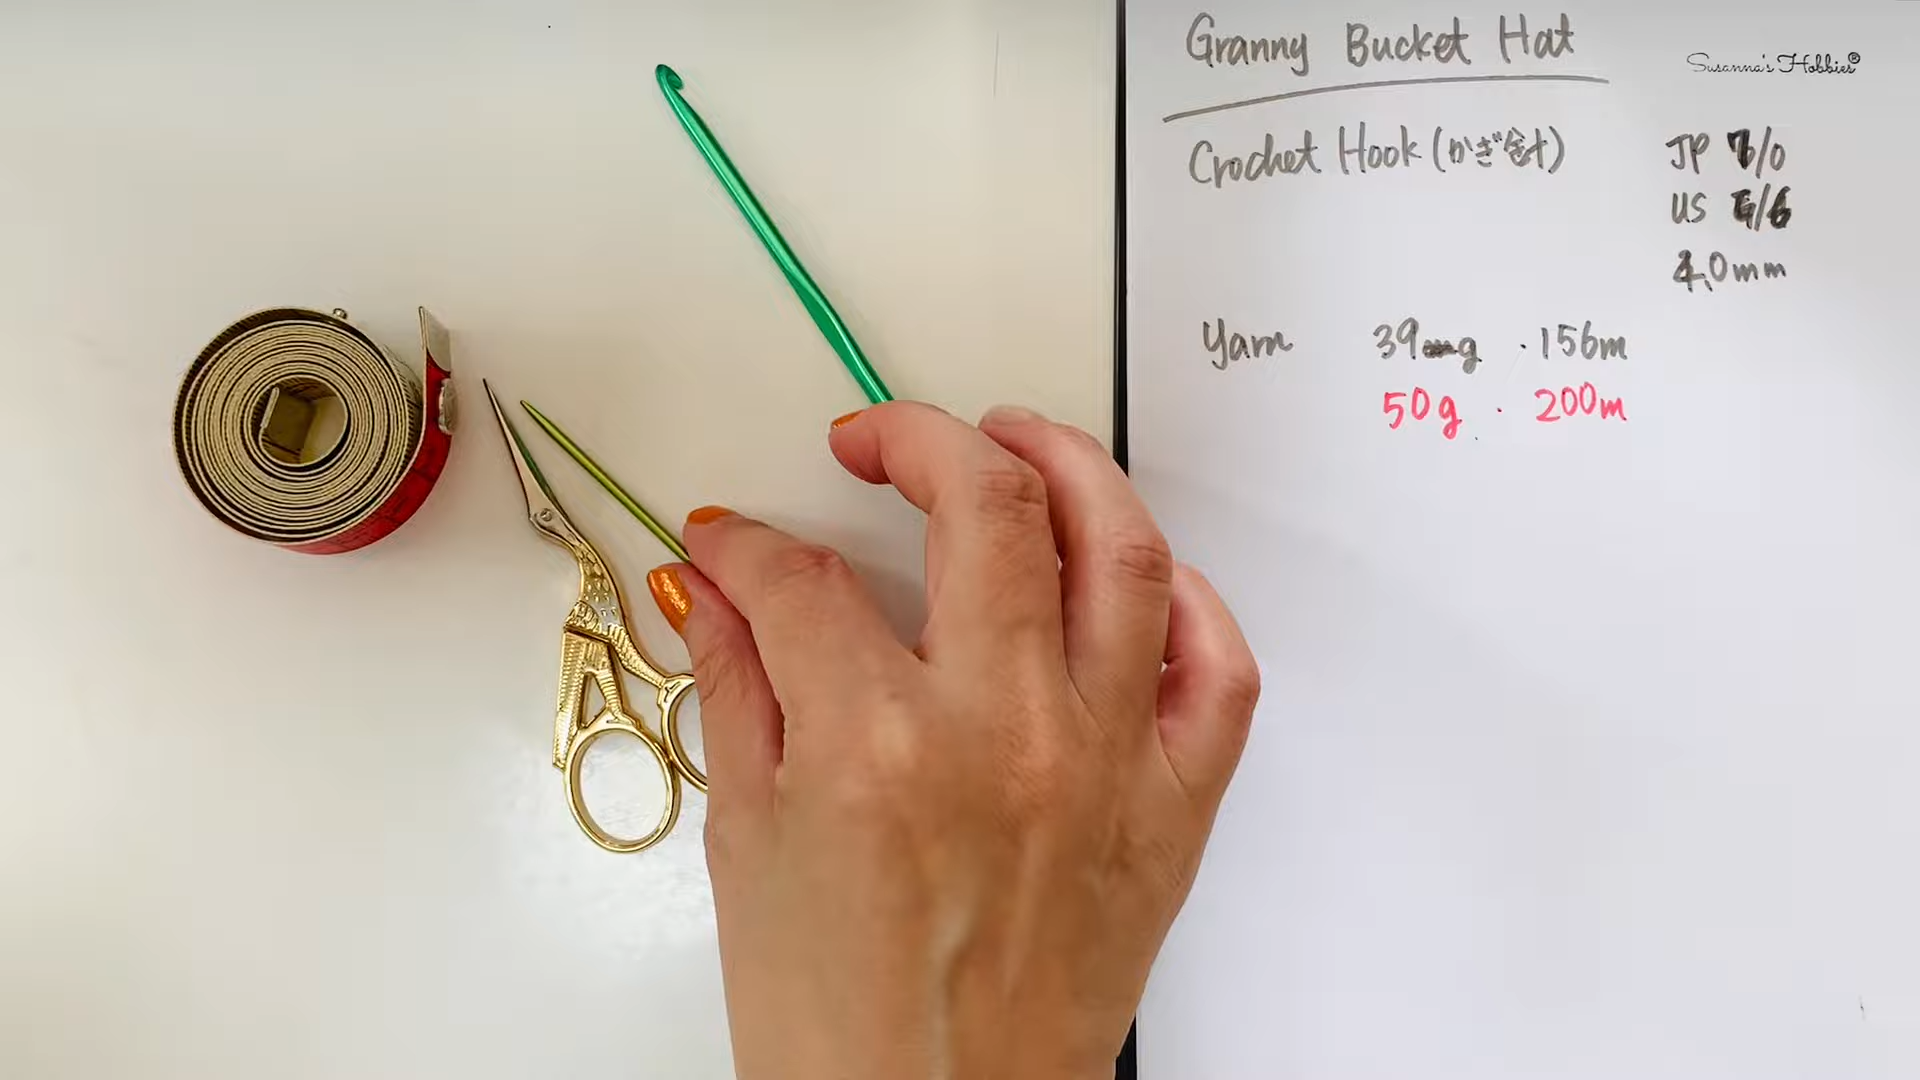 Granny Bucket Hat
Susanna's Hobbies®
Crochet Hook (かぎ針)
JP 7/0
US G/6
4.0mm
Yarn 39g · 156m
50g · 200m